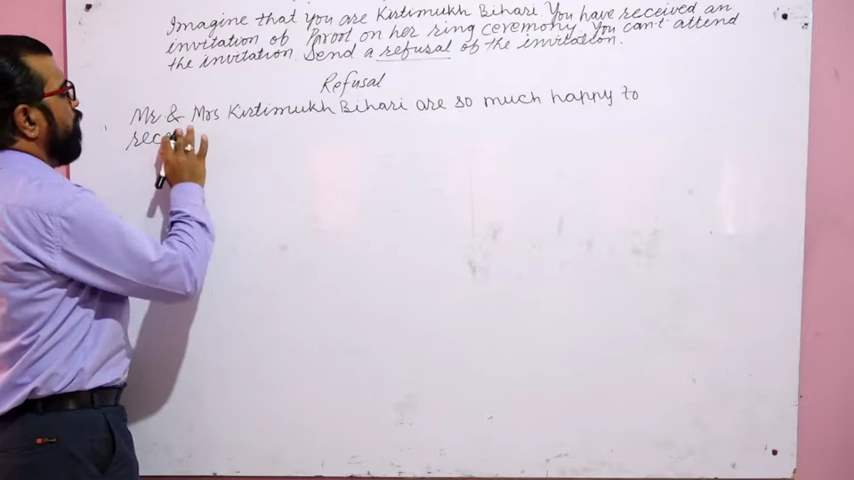 Imagine that you are Kirtimukh Bihari You have received an
invitation of Paroot on her ring ceremony. You can't attend
the invitation. Send a refusal of the invitation.
Refusal
Mr & Mrs Kirtimukh Bihari are so much happy to